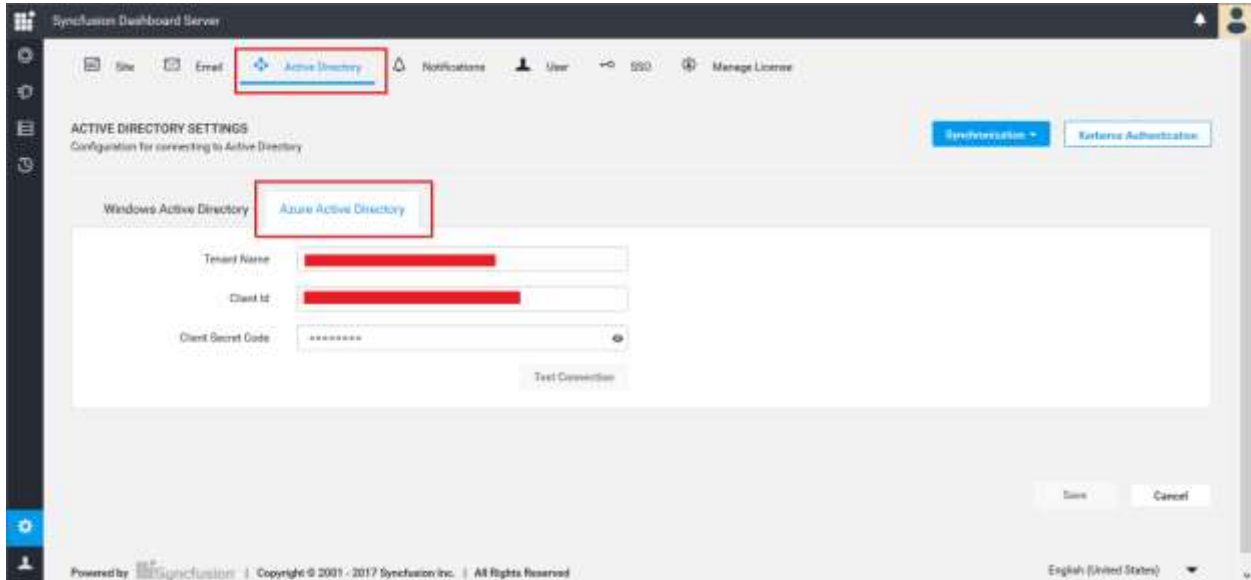 Syncfusion Dashboard Server
Site Email Active Directory Notifications User SSO Manage License
ACTIVE DIRECTORY SETTINGS
Configuration for connecting to Active Directory
Synchronization
Kerberos Authentication
Windows Active Directory
Azure Active Directory
Tenant Name
Client Id
Client Secret Code
********
Test Connection
Save
Cancel
Powered by Syncfusion | Copyright © 2001 - 2017 Syncfusion Inc. | All Rights Reserved
English (United States)